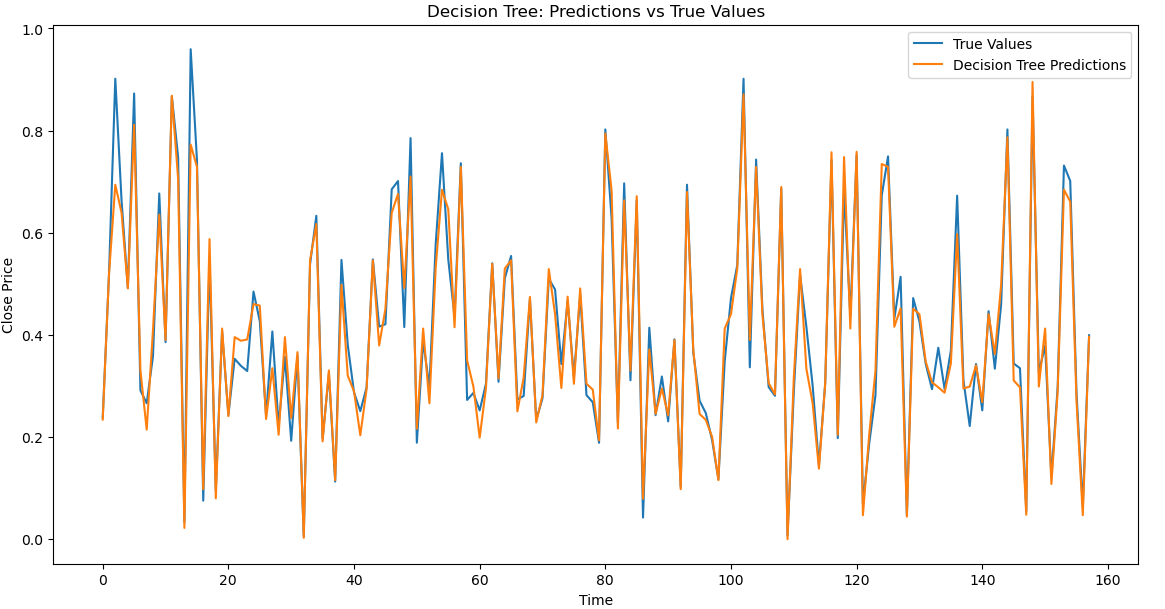 Decision Tree: Predictions vs True Values
True Values
Decision Tree Predictions
Close Price
1.0
0.8
0.6
0.4
0.2
0.0
0 20 40 60 80 100 120 140 160
Time